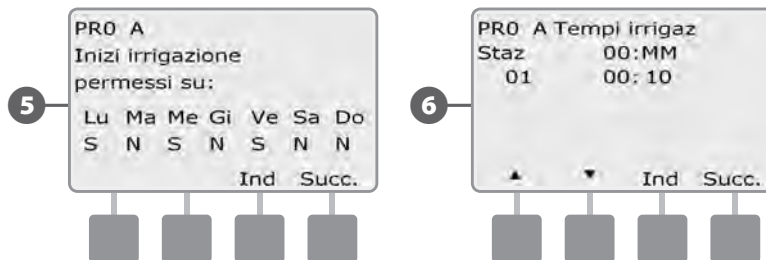 5
PRO A
Inizi irrigazione
permessi su:
Lu Ma Me Gi Ve Sa Do
S N S N S N N
Ind Succ.
6
PRO A Tempi irrigaz
Staz 00:MM
01 00:10
▲ ▼ Ind Succ.